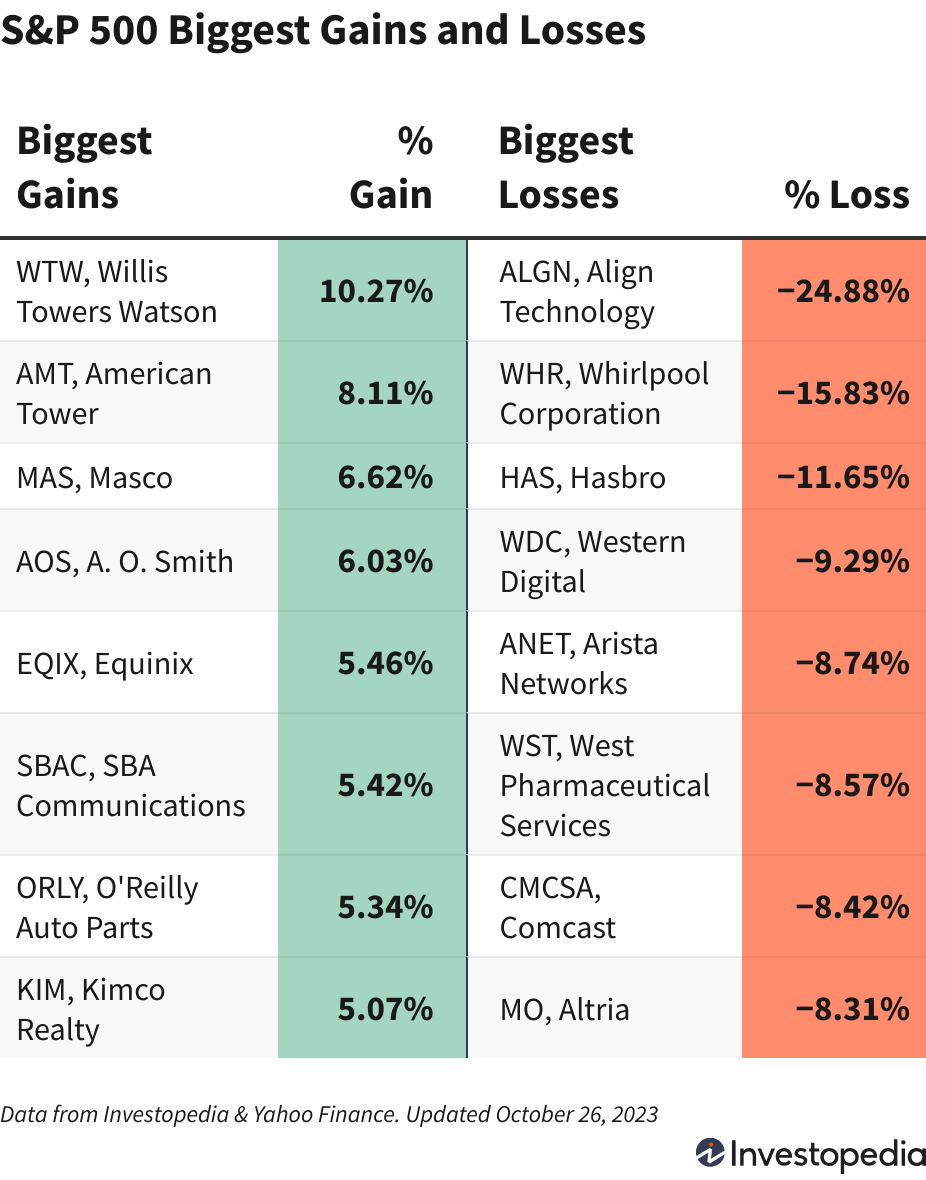 S&P 500 Biggest Gains and Losses
Biggest
Gains
%
Gain
Biggest
Losses
% Loss
WTW, Willis
Towers Watson
10.27%
ALGN, Align
Technology
−24.88%
AMT, American
Tower
8.11%
WHR, Whirlpool
Corporation
−15.83%
MAS, Masco
6.62%
HAS, Hasbro
−11.65%
AOS, A. O. Smith
6.03%
WDC, Western
Digital
−9.29%
EQIX, Equinix
5.46%
ANET, Arista
Networks
−8.74%
SBAC, SBA
Communications
5.42%
WST, West
Pharmaceutical
Services
−8.57%
ORLY, O'Reilly
Auto Parts
5.34%
CMCSA,
Comcast
−8.42%
KIM, Kimco
Realty
5.07%
MO, Altria
−8.31%
Data from Investopedia & Yahoo Finance. Updated October 26, 2023
Investopedia